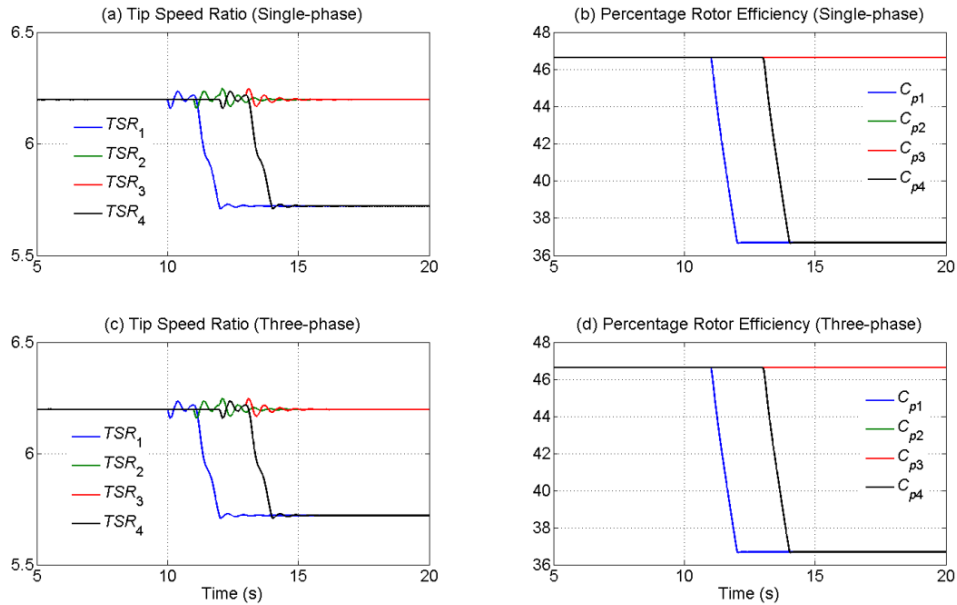 (a) Tip Speed Ratio (Single-phase)
6.5
6
5.5
TSR1
TSR2
TSR3
TSR4
5 10 15 20
(b) Percentage Rotor Efficiency (Single-phase)
48
46
44
42
40
38
36
Cp1
Cp2
Cp3
Cp4
5 10 15 20
(c) Tip Speed Ratio (Three-phase)
6.5
6
5.5
TSR1
TSR2
TSR3
TSR4
5 10 15 20
Time (s)
(d) Percentage Rotor Efficiency (Three-phase)
48
46
44
42
40
38
36
Cp1
Cp2
Cp3
Cp4
5 10 15 20
Time (s)